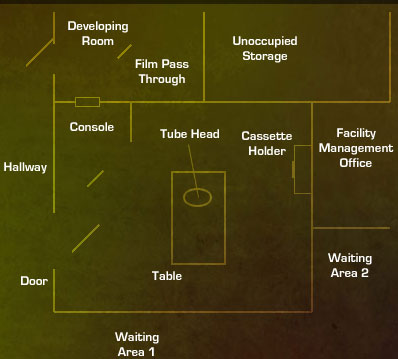 Developing
Room
Unoccupied
Storage
Film Pass
Through
Console
Tube Head
Cassette
Holder
Facility
Management
Office
Hallway
Waiting
Area 2
Door
Table
Waiting
Area 1